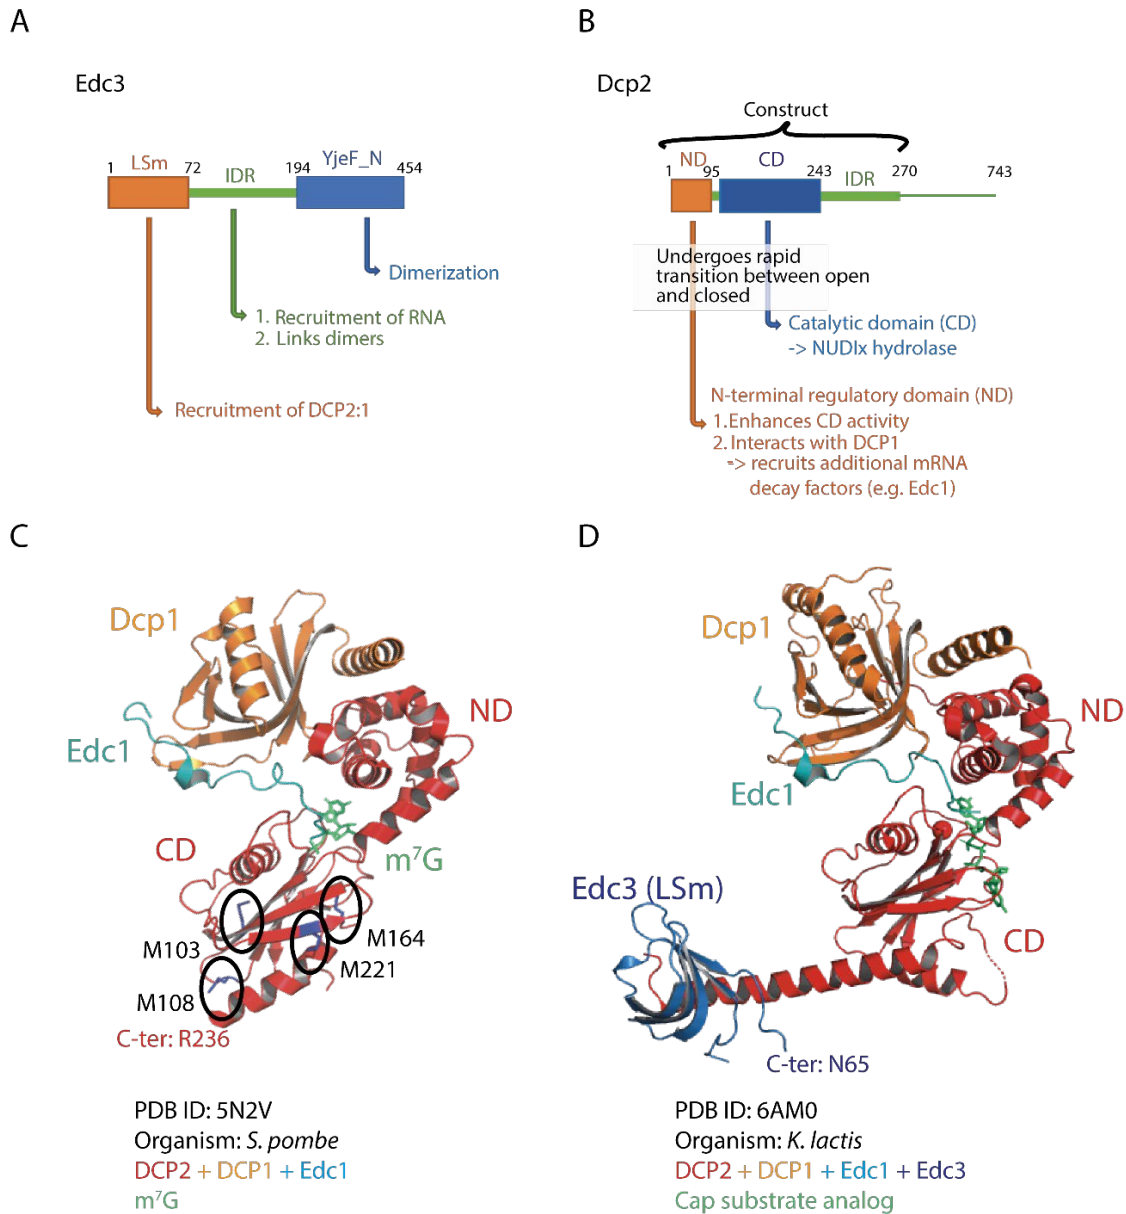 A
Edc3
1
LSm
72
IDR
194
YjeF_N
454
Dimerization
1. Recruitment of RNA
2. Links dimers
Recruitment of DCP2:1
B
Dcp2
Construct
ND
CD
1
95
243
IDR
270
743
Undergoes rapid
transition between open
and closed
Catalytic domain (CD)
-> NUDIx hydrolase
N-terminal regulatory domain (ND)
1. Enhances CD activity
2. Interacts with DCP1
-> recruits additional mRNA
decay factors (e.g. Edc1)
C
Dcp1
ND
Edc1
CD
m⁷G
M103
M164
M221
M108
C-ter: R236
PDB ID: 5N2V
Organism: S. pombe
DCP2 + DCP1 + Edc1
m⁷G
D
Dcp1
ND
Edc1
Edc3 (LSm)
CD
C-ter: N65
PDB ID: 6AM0
Organism: K. lactis
DCP2 + DCP1 + Edc1 + Edc3
Cap substrate analog